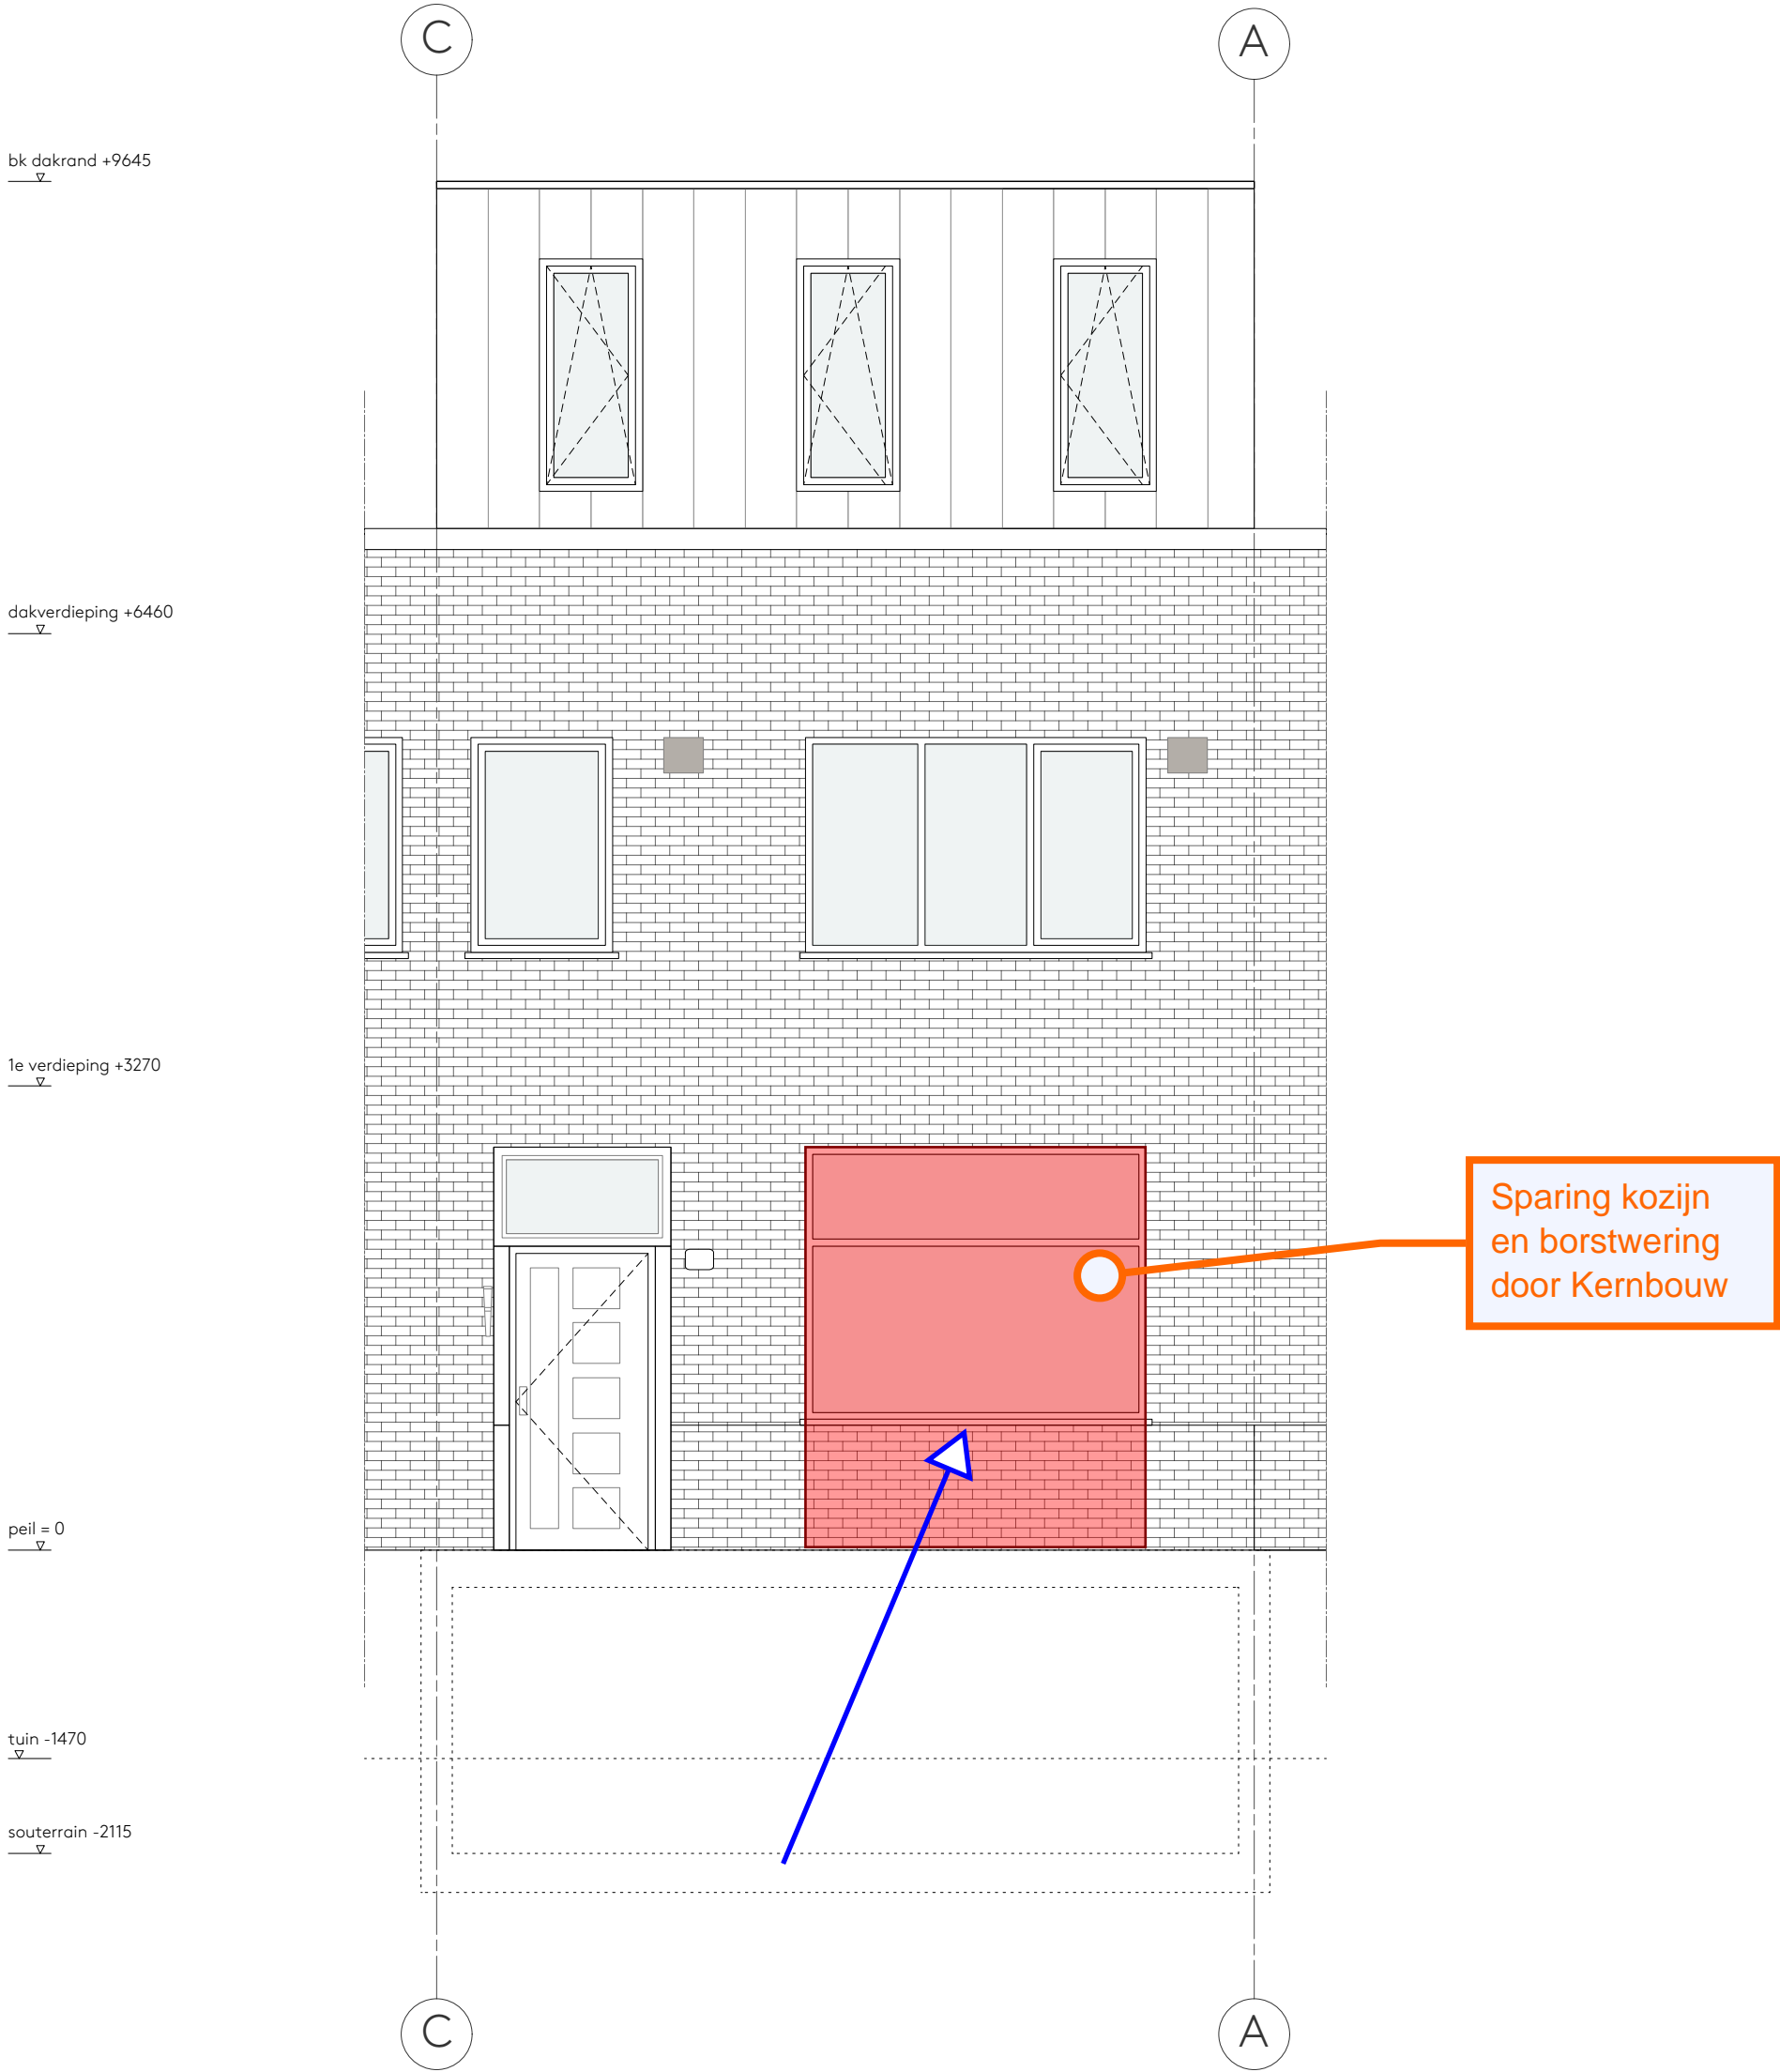 C
A
bk dakrand +9645
dakverdieping +6460
1e verdieping +3270
Sparing kozijn
en borstwering
door Kernbouw
peil = 0
tuin -1470
souterrain -2115
C
A